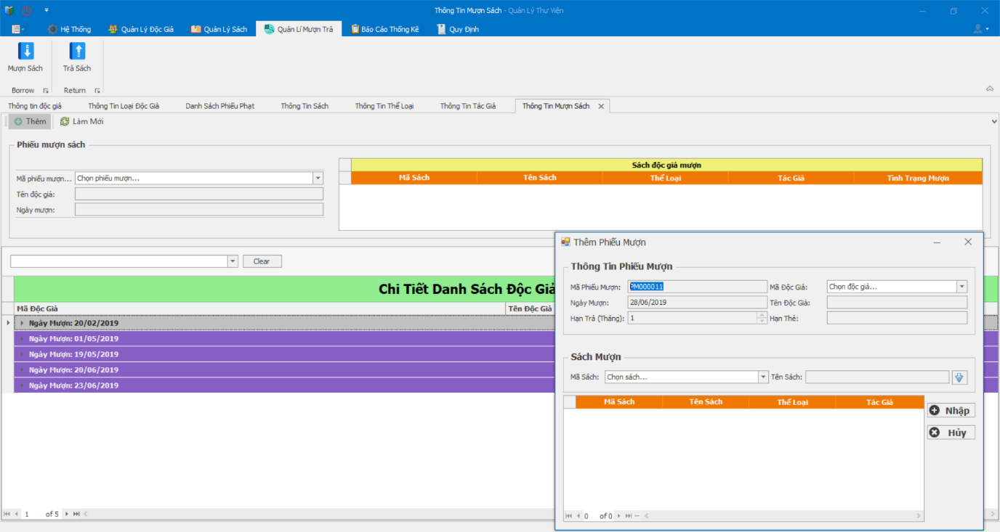 Thông Tin Mượn Sách - Quản Lý Thư Viện
Hệ Thống Quản Lý Độc Giả Quản Lý Sách Quản Lí Mượn Trả Báo Cáo Thống Kê Quy Định
Mượn Sách Trả Sách
Borrow Return
Thông tin độc giả Thông Tin Loại Độc Giả Danh Sách Phiếu Phạt Thông Tin Sách Thông Tin Thể Loại Thông Tin Tác Giả Thông Tin Mượn Sách
Thêm Làm Mới
Phiếu mượn sách
Mã phiếu mượn... Chọn phiếu mượn...
Tên độc giả:
Ngày mượn:
Sách độc giả mượn
Mã Sách Tên Sách Thể Loại Tác Giả Tình Trạng Mượn
Clear
Chi Tiết Danh Sách Độc Giả
Mã Độc Giả Tên Độc Giả
Ngày Mượn: 20/02/2019
Ngày Mượn: 01/05/2019
Ngày Mượn: 19/05/2019
Ngày Mượn: 20/06/2019
Ngày Mượn: 23/06/2019
1 of 5
Thêm Phiếu Mượn
Thông Tin Phiếu Mượn
Mã Phiếu Mượn: PM000011 Mã Độc Giả: Chọn độc giả...
Ngày Mượn: 28/06/2019 Tên Độc Giả:
Hạn Trả (Tháng): 1 Hạn Thẻ:
Sách Mượn
Mã Sách: Chọn sách... Tên Sách:
Mã Sách Tên Sách Thể Loại Tác Giả
Nhập
Hủy
0 of 0